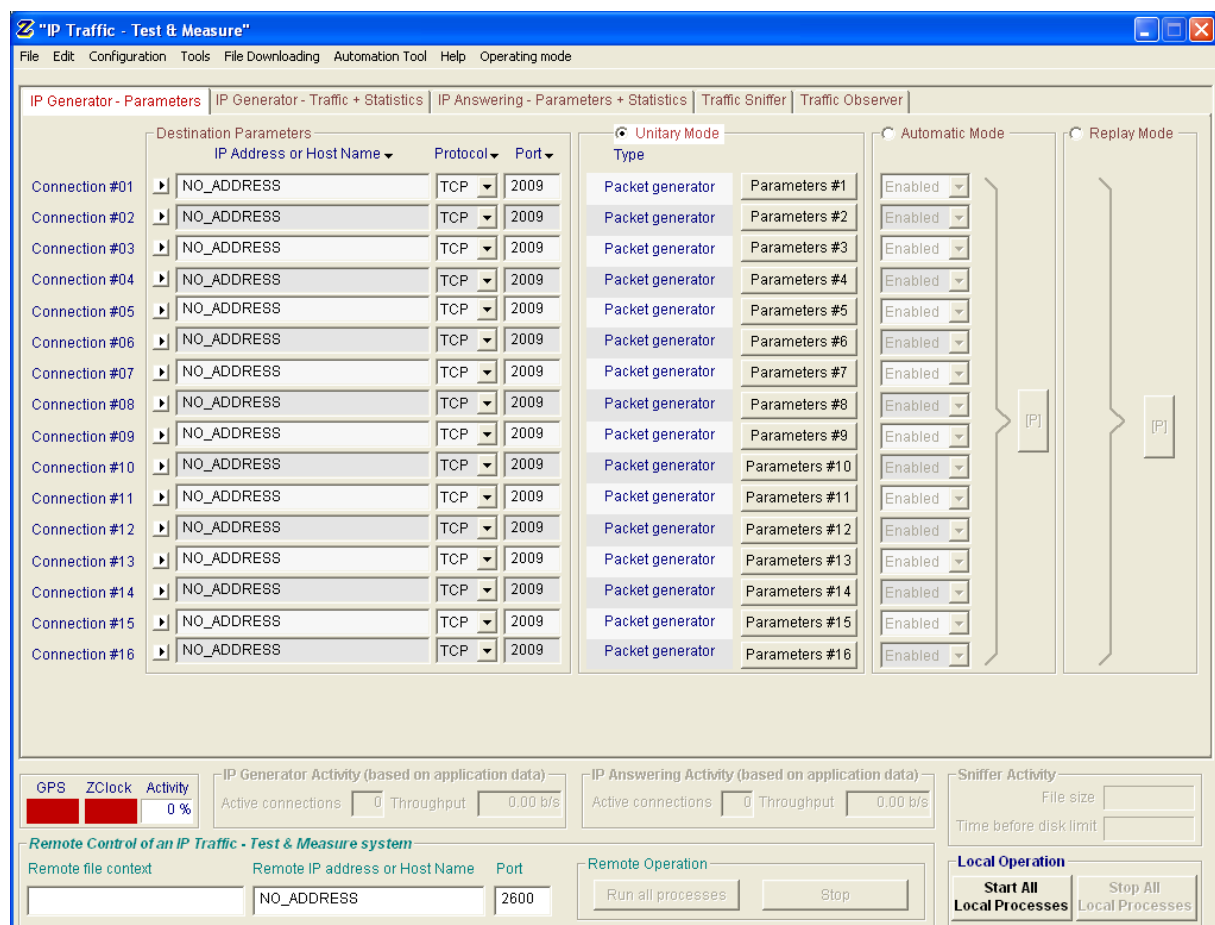 "IP Traffic - Test & Measure"
File Edit Configuration Tools File Downloading Automation Tool Help Operating mode
IP Generator - Parameters IP Generator - Traffic + Statistics IP Answering - Parameters + Statistics Traffic Sniffer Traffic Observer
Destination Parameters Unitary Mode Automatic Mode Replay Mode
IP Address or Host Name Protocol Port Type
Connection #01 NO_ADDRESS TCP 2009 Packet generator Parameters #1 Enabled
Connection #02 NO_ADDRESS TCP 2009 Packet generator Parameters #2 Enabled
Connection #03 NO_ADDRESS TCP 2009 Packet generator Parameters #3 Enabled
Connection #04 NO_ADDRESS TCP 2009 Packet generator Parameters #4 Enabled
Connection #05 NO_ADDRESS TCP 2009 Packet generator Parameters #5 Enabled
Connection #06 NO_ADDRESS TCP 2009 Packet generator Parameters #6 Enabled
Connection #07 NO_ADDRESS TCP 2009 Packet generator Parameters #7 Enabled
Connection #08 NO_ADDRESS TCP 2009 Packet generator Parameters #8 Enabled
[P] [P]
Connection #09 NO_ADDRESS TCP 2009 Packet generator Parameters #9 Enabled
Connection #10 NO_ADDRESS TCP 2009 Packet generator Parameters #10 Enabled
Connection #11 NO_ADDRESS TCP 2009 Packet generator Parameters #11 Enabled
Connection #12 NO_ADDRESS TCP 2009 Packet generator Parameters #12 Enabled
Connection #13 NO_ADDRESS TCP 2009 Packet generator Parameters #13 Enabled
Connection #14 NO_ADDRESS TCP 2009 Packet generator Parameters #14 Enabled
Connection #15 NO_ADDRESS TCP 2009 Packet generator Parameters #15 Enabled
Connection #16 NO_ADDRESS TCP 2009 Packet generator Parameters #16 Enabled
GPS ZClock Activity
0 %
IP Generator Activity (based on application data)
Active connections 0 Throughput 0.00 b/s
IP Answering Activity (based on application data)
Active connections 0 Throughput 0.00 b/s
Sniffer Activity
File size
Time before disk limit
Remote Control of an IP Traffic - Test & Measure system
Remote file context Remote IP address or Host Name Port
NO_ADDRESS 2600
Remote Operation
Run all processes Stop
Local Operation
Start All Local Processes
Stop All Local Processes